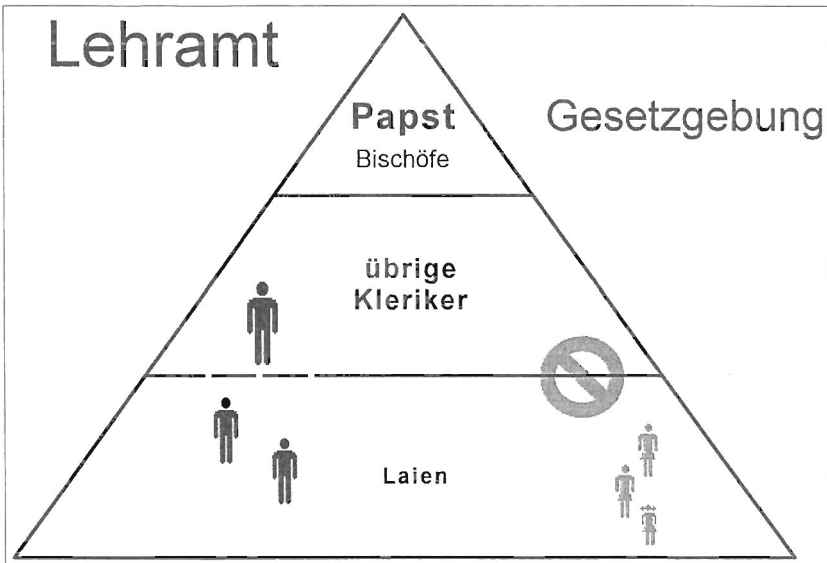 Lehramt
Gesetzgebung
Papst
Bischöfe
übrige
Kleriker
Laien